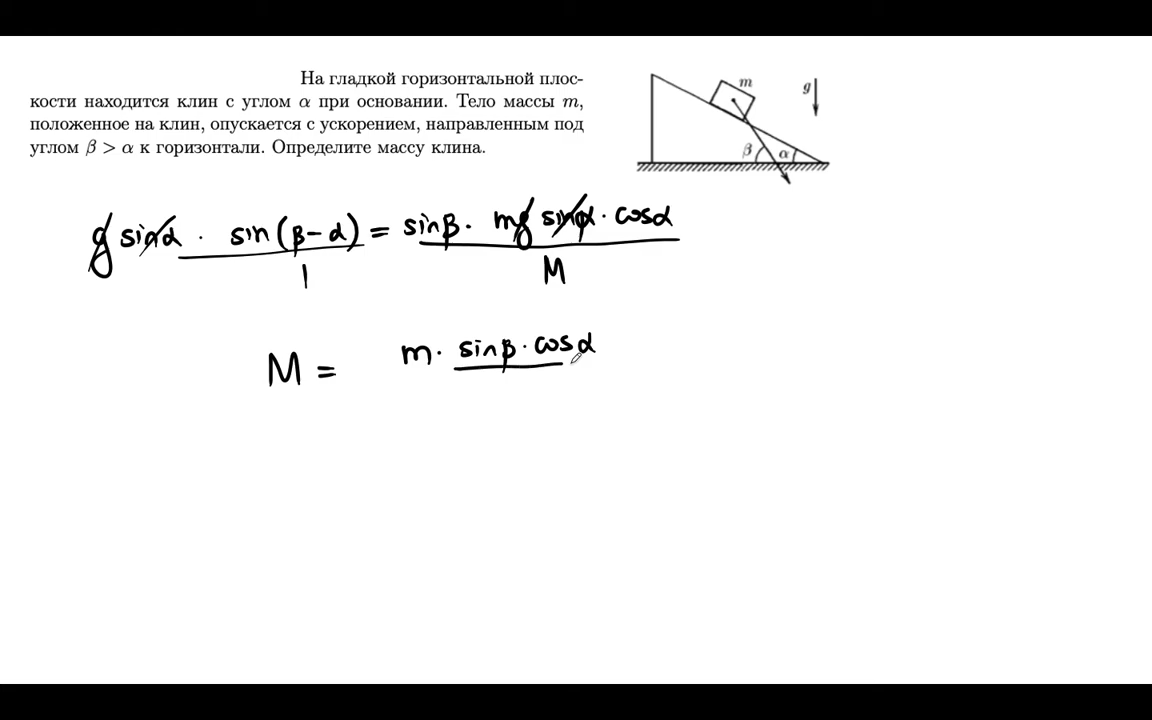 На гладкой горизонтальной плос-
кости находится клин с углом α при основании. Тело массы m,
положенное на клин, опускается с ускорением, направленным под
углом β > α к горизонтали. Определите массу клина.
m
g
β
α
g sinα · sin(β-α) = sinβ · mg sinα · cosα
1
M
M = m · sinβ · cosα